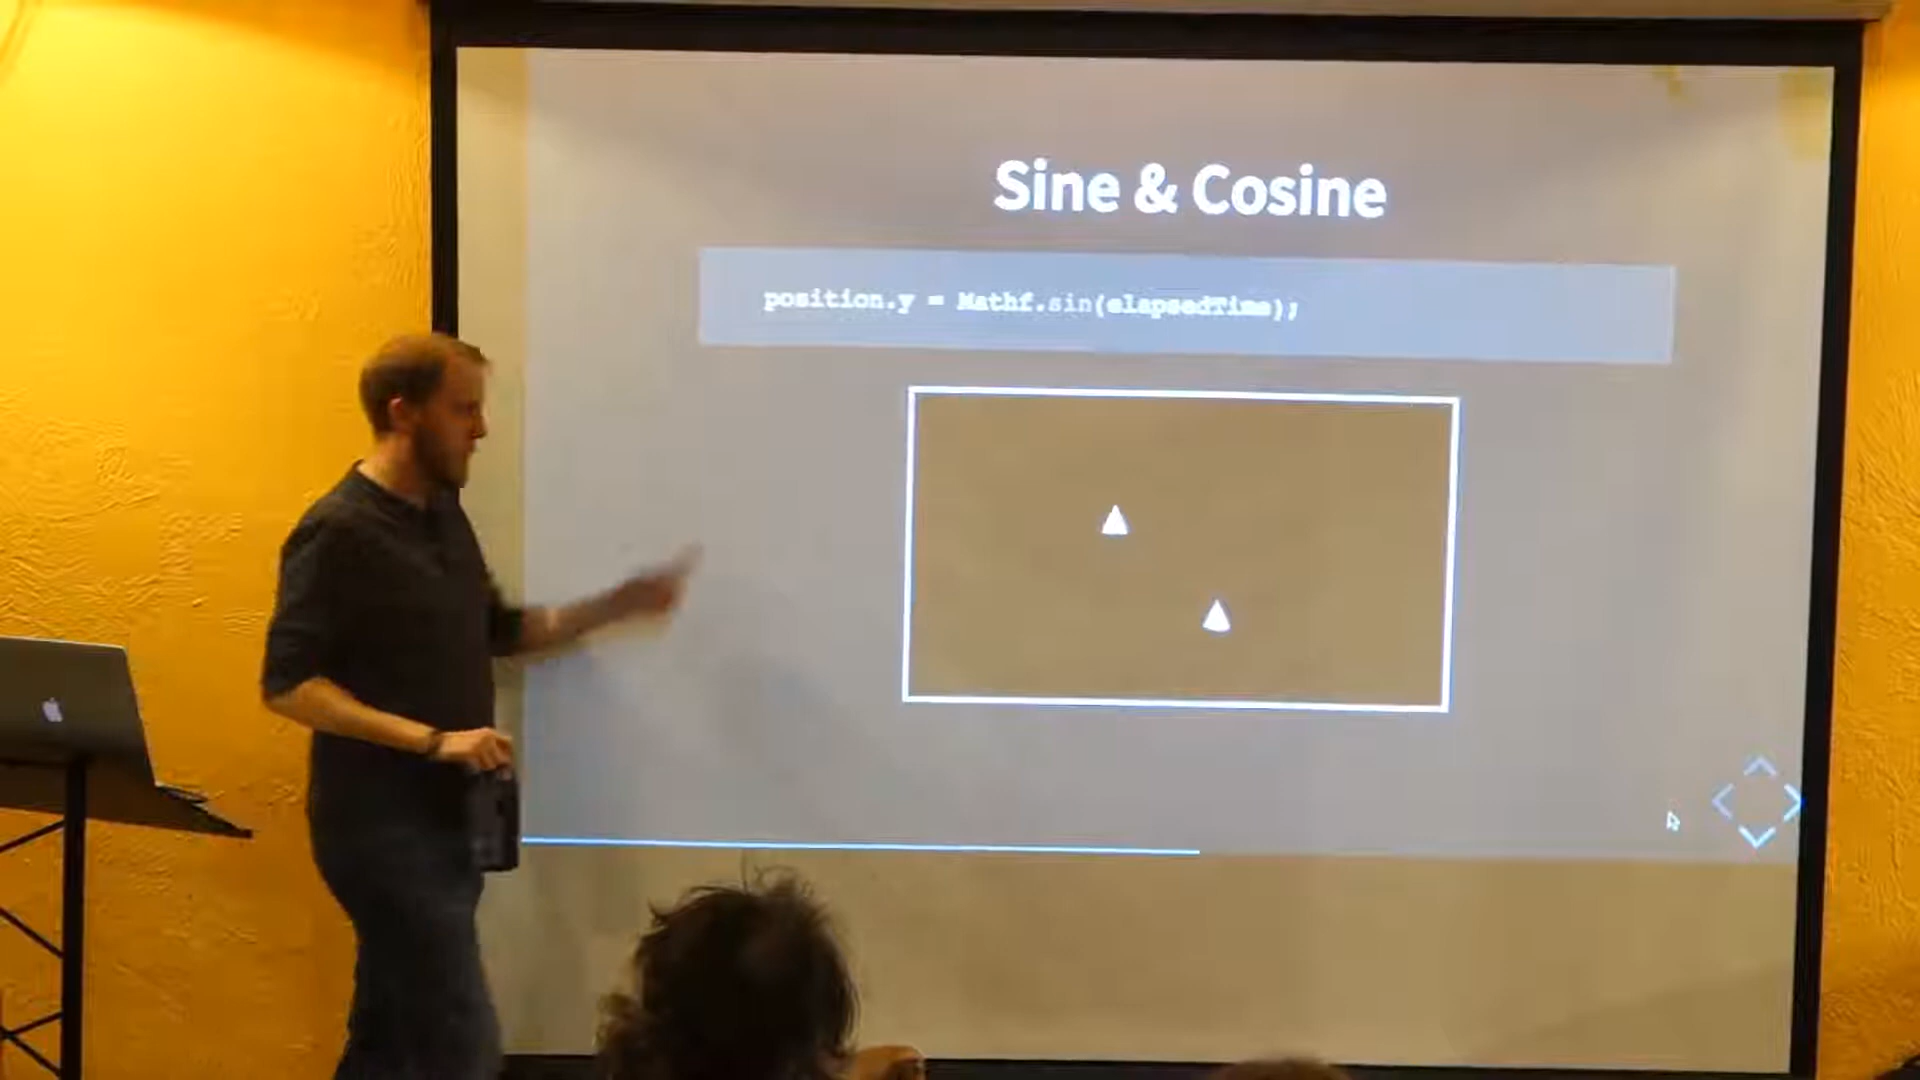 Sine & Cosine
position.y = Mathf.sin(elapsedTime);